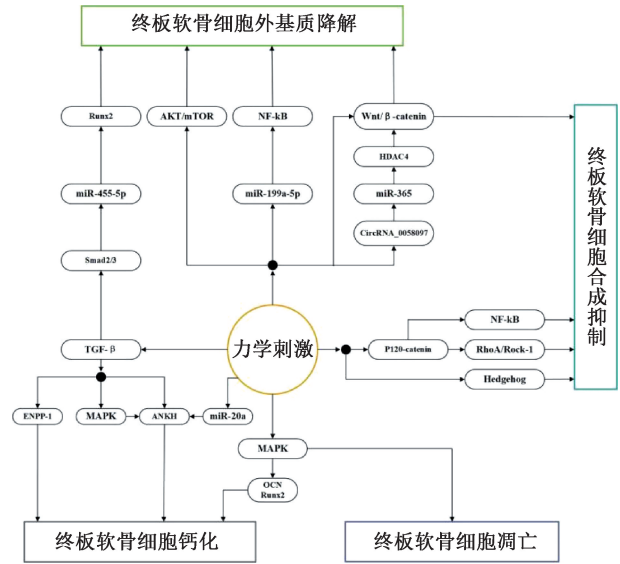 终板软骨细胞外基质降解
Runx2
AKT/mTOR
NF-kB
Wnt/β-catenin
HDAC4
miR-455-5p
miR-199a-5p
miR-365
CircRNA_0058097
Smad2/3
终板软骨细胞合成抑制
力学刺激
TGF-β
P120-catenin
NF-kB
RhoA/Rock-1
Hedgehog
ENPP-1
MAPK
ANKH
miR-20a
MAPK
OCN
Runx2
终板软骨细胞钙化
终板软骨细胞凋亡